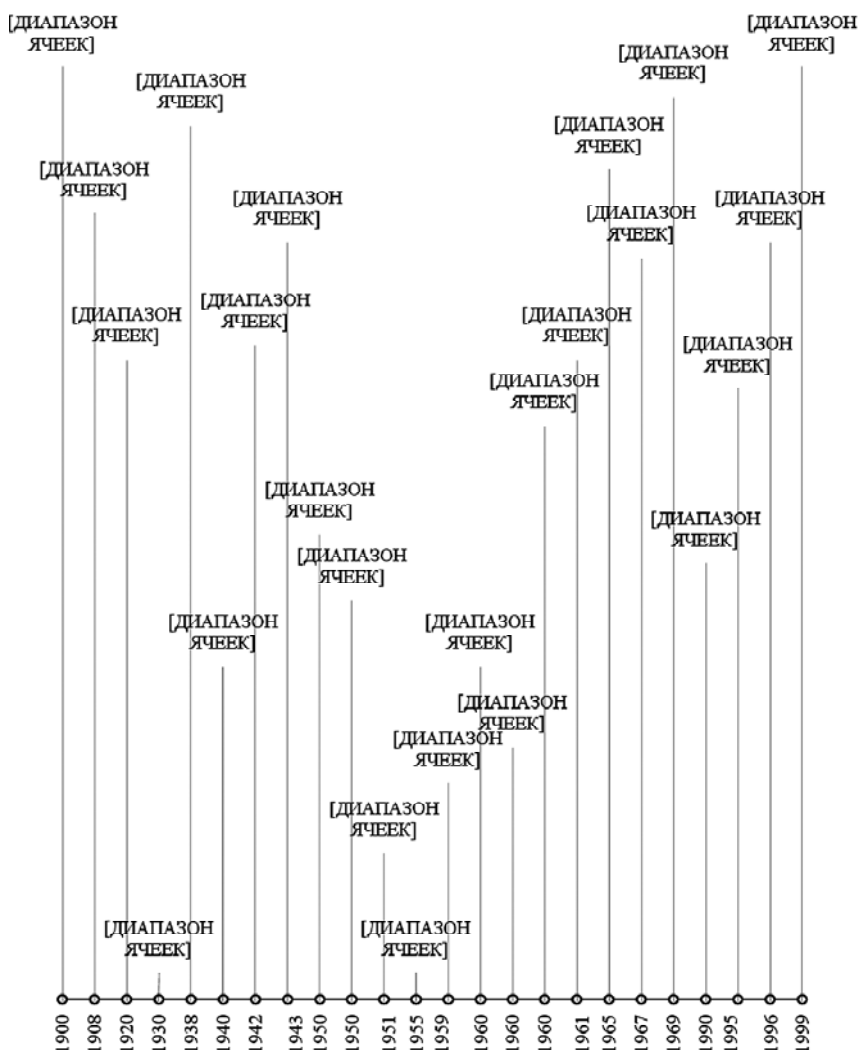 [ДИАПАЗОН
ЯЧЕЕК]
[ДИАПАЗОН
ЯЧЕЕК]
[ДИАПАЗОН
ЯЧЕЕК]
[ДИАПАЗОН
ЯЧЕЕК]
[ДИАПАЗОН
ЯЧЕЕК]
[ДИАПАЗОН
ЯЧЕЕК]
[ДИАПАЗОН
ЯЧЕЕК]
[ДИАПАЗОН
ЯЧЕЕК]
[ДИАПАЗОН
ЯЧЕЕК]
[ДИАПАЗОН
ЯЧЕЕК]
[ДИАПАЗОН
ЯЧЕЕК]
[ДИАПАЗОН
ЯЧЕЕК]
[ДИАПАЗОН
ЯЧЕЕК]
[ДИАПАЗОН
ЯЧЕЕК]
[ДИАПАЗОН
ЯЧЕЕК]
[ДИАПАЗОН
ЯЧЕЕК]
[ДИАПАЗОН
ЯЧЕЕК]
[ДИАПАЗОН
ЯЧЕЕК]
[ДИАПАЗОН
ЯЧЕЕК]
[ДИАПАЗОН
ЯЧЕЕК]
[ДИАПАЗОН
ЯЧЕЕК]
[ДИАПАЗОН
ЯЧЕЕК]
[ДИАПАЗОН
ЯЧЕЕК]
[ДИАПАЗОН
ЯЧЕЕК]
1900
1908
1920
1930
1938
1940
1942
1943
1950
1950
1951
1955
1959
1960
1960
1960
1961
1965
1967
1969
1990
1995
1996
1999